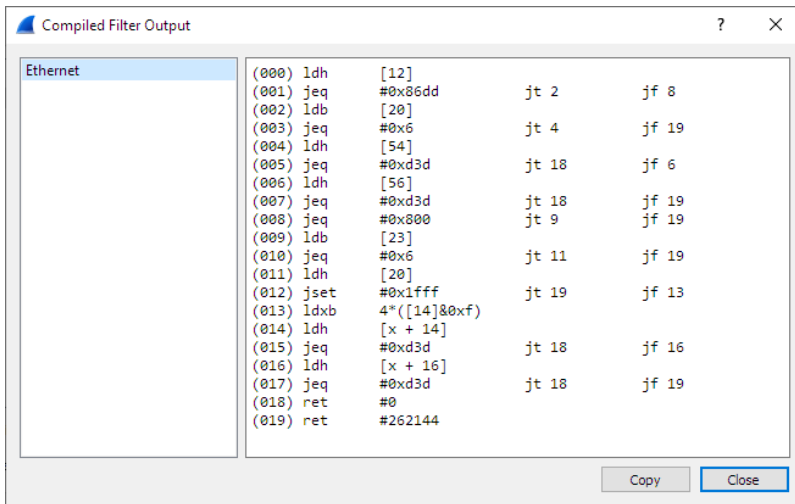 Compiled Filter Output
?
Ethernet
(000) ldh [12]
(001) jeq #0x86dd jt 2 jf 8
(002) ldb [20]
(003) jeq #0x6 jt 4 jf 19
(004) ldh [54]
(005) jeq #0xd3d jt 18 jf 6
(006) ldh [56]
(007) jeq #0xd3d jt 18 jf 19
(008) jeq #0x800 jt 9 jf 19
(009) ldb [23]
(010) jeq #0x6 jt 11 jf 19
(011) ldh [20]
(012) jset #0x1fff jt 19 jf 13
(013) ldxb 4*([14]&0xf)
(014) ldh [x + 14]
(015) jeq #0xd3d jt 18 jf 16
(016) ldh [x + 16]
(017) jeq #0xd3d jt 18 jf 19
(018) ret #0
(019) ret #262144
Copy Close